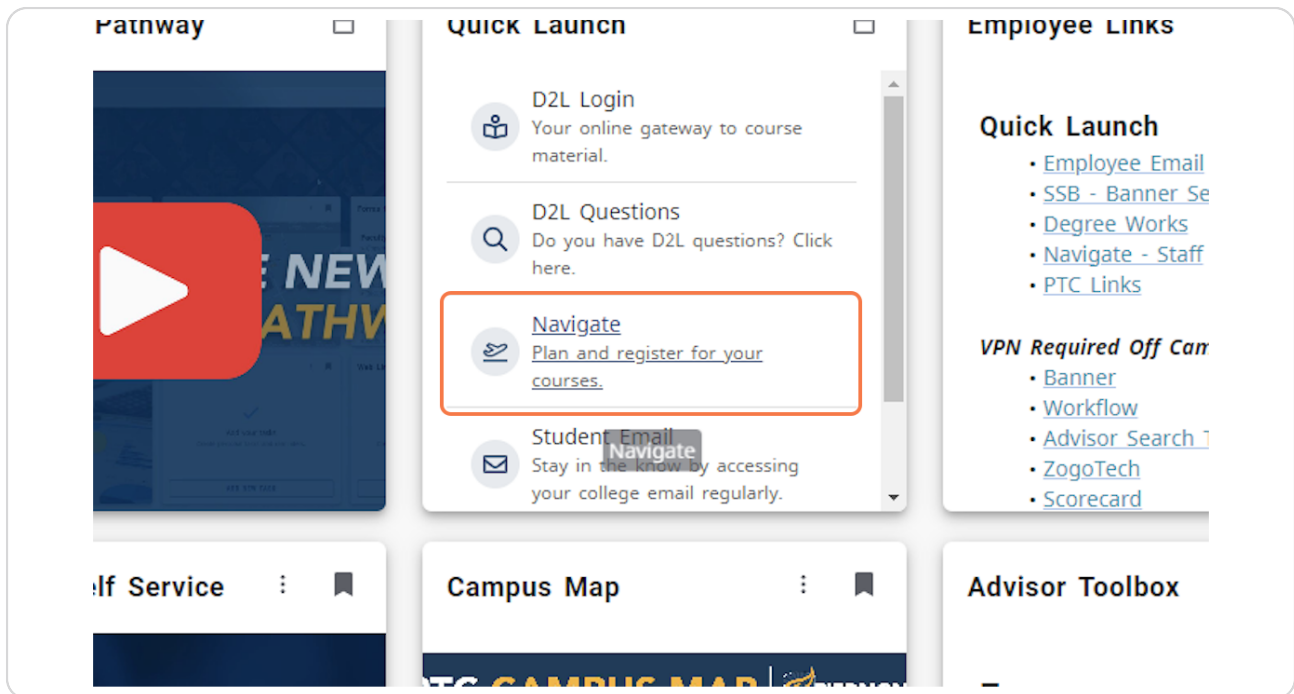 Pathway
NEW
Quick Launch
D2L Login
Your online gateway to course
material.
D2L Questions
Do you have D2L questions? Click
here.
Navigate
Plan and register for your
courses.
Student Email
Navigate
Stay in the know by accessing
your college email regularly.
Employee Links
Quick Launch
• Employee Email
• SSB - Banner
• Degree Works
• Navigate - Staff
• PTC Links
VPN Required Off
• Banner
• Workflow
• Advisor Search
• ZogoTech
• Scorecard
Service
Campus Map
CAMPUS MAP
Advisor Toolbox